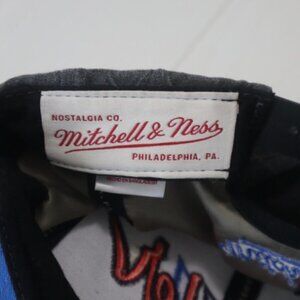 NOSTALGIA CO.
Mitchell & Ness
PHILADELPHIA, PA.